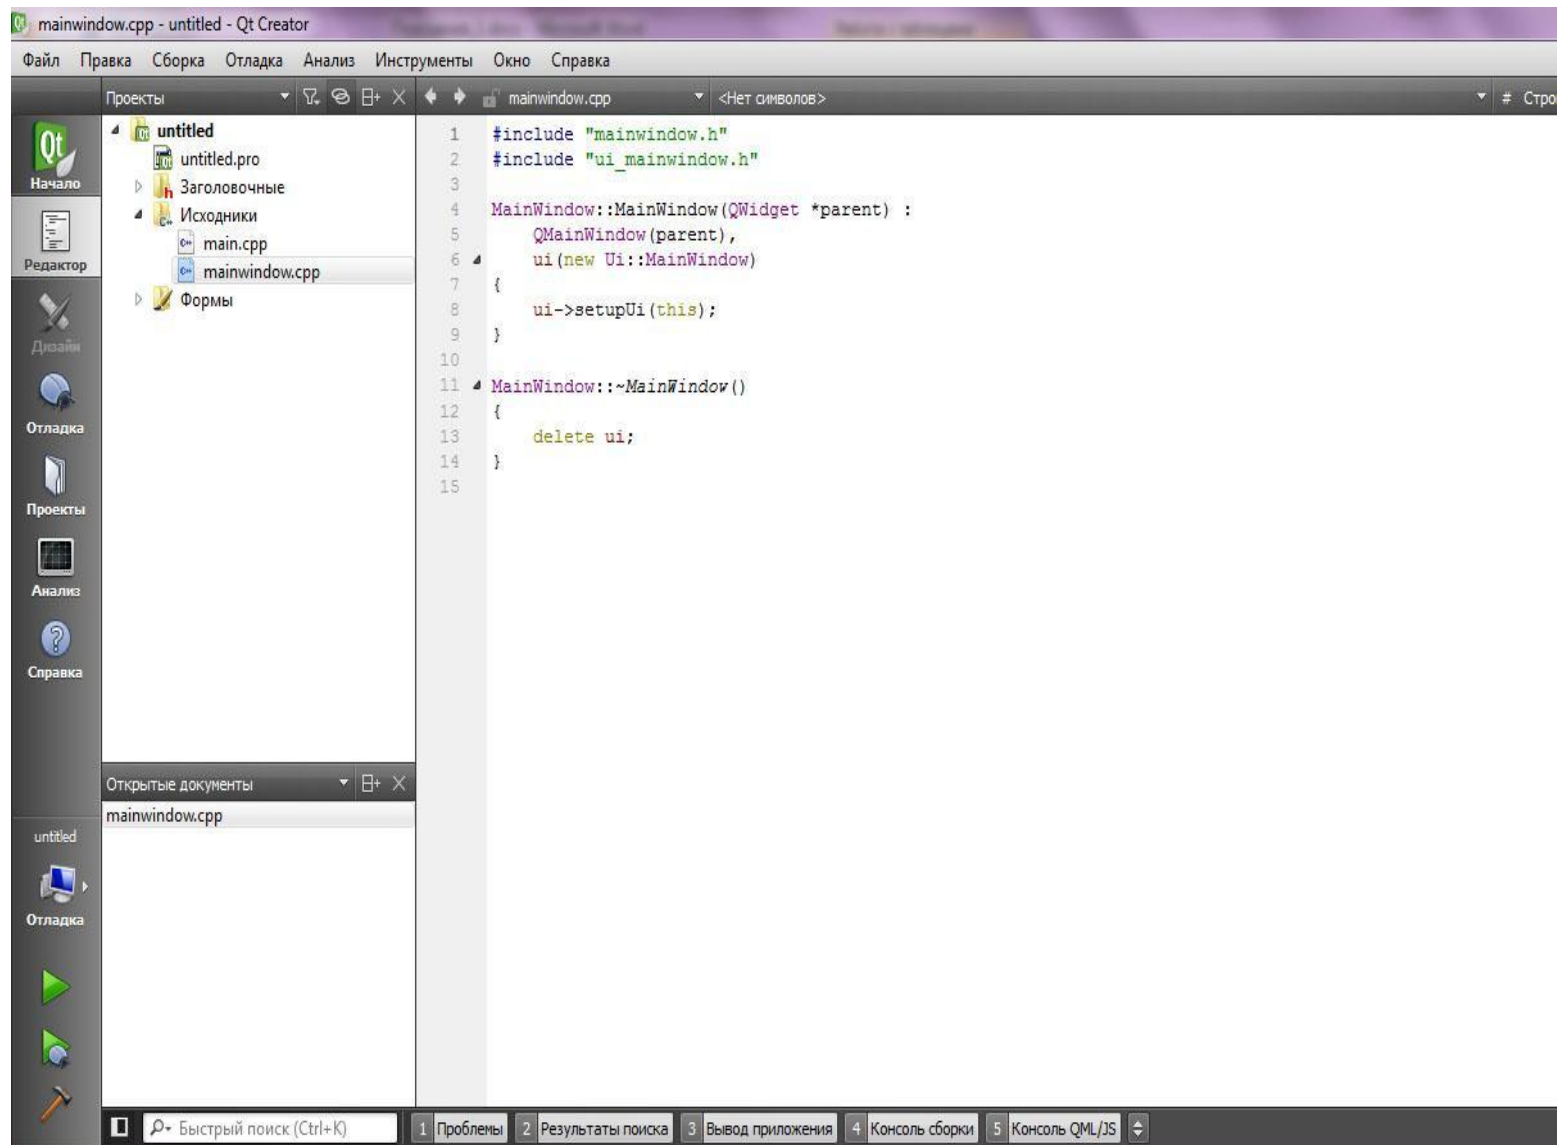 mainwindow.cpp - untitled - Qt Creator
Файл Правка Сборка Отладка Анализ Инструменты Окно Справка
Проекты
mainwindow.cpp
<Нет символов>
# Стро
Начало
Редактор
Дизайн
Отладка
Проекты
Анализ
Справка
untitled
Отладка
untitled
untitled.pro
Заголовочные
Исходники
main.cpp
mainwindow.cpp
Формы
Открытые документы
mainwindow.cpp
1 #include "mainwindow.h"
2 #include "ui_mainwindow.h"
3
4 MainWindow::MainWindow(QWidget *parent) :
5 QMainWindow(parent),
6 ui(new Ui::MainWindow)
7 {
8 ui->setupUi(this);
9 }
10
11 MainWindow::~MainWindow()
12 {
13 delete ui;
14 }
15
Быстрый поиск (Ctrl+K)
1 Проблемы 2 Результаты поиска 3 Вывод приложения 4 Консоль сборки 5 Консоль QML/JS